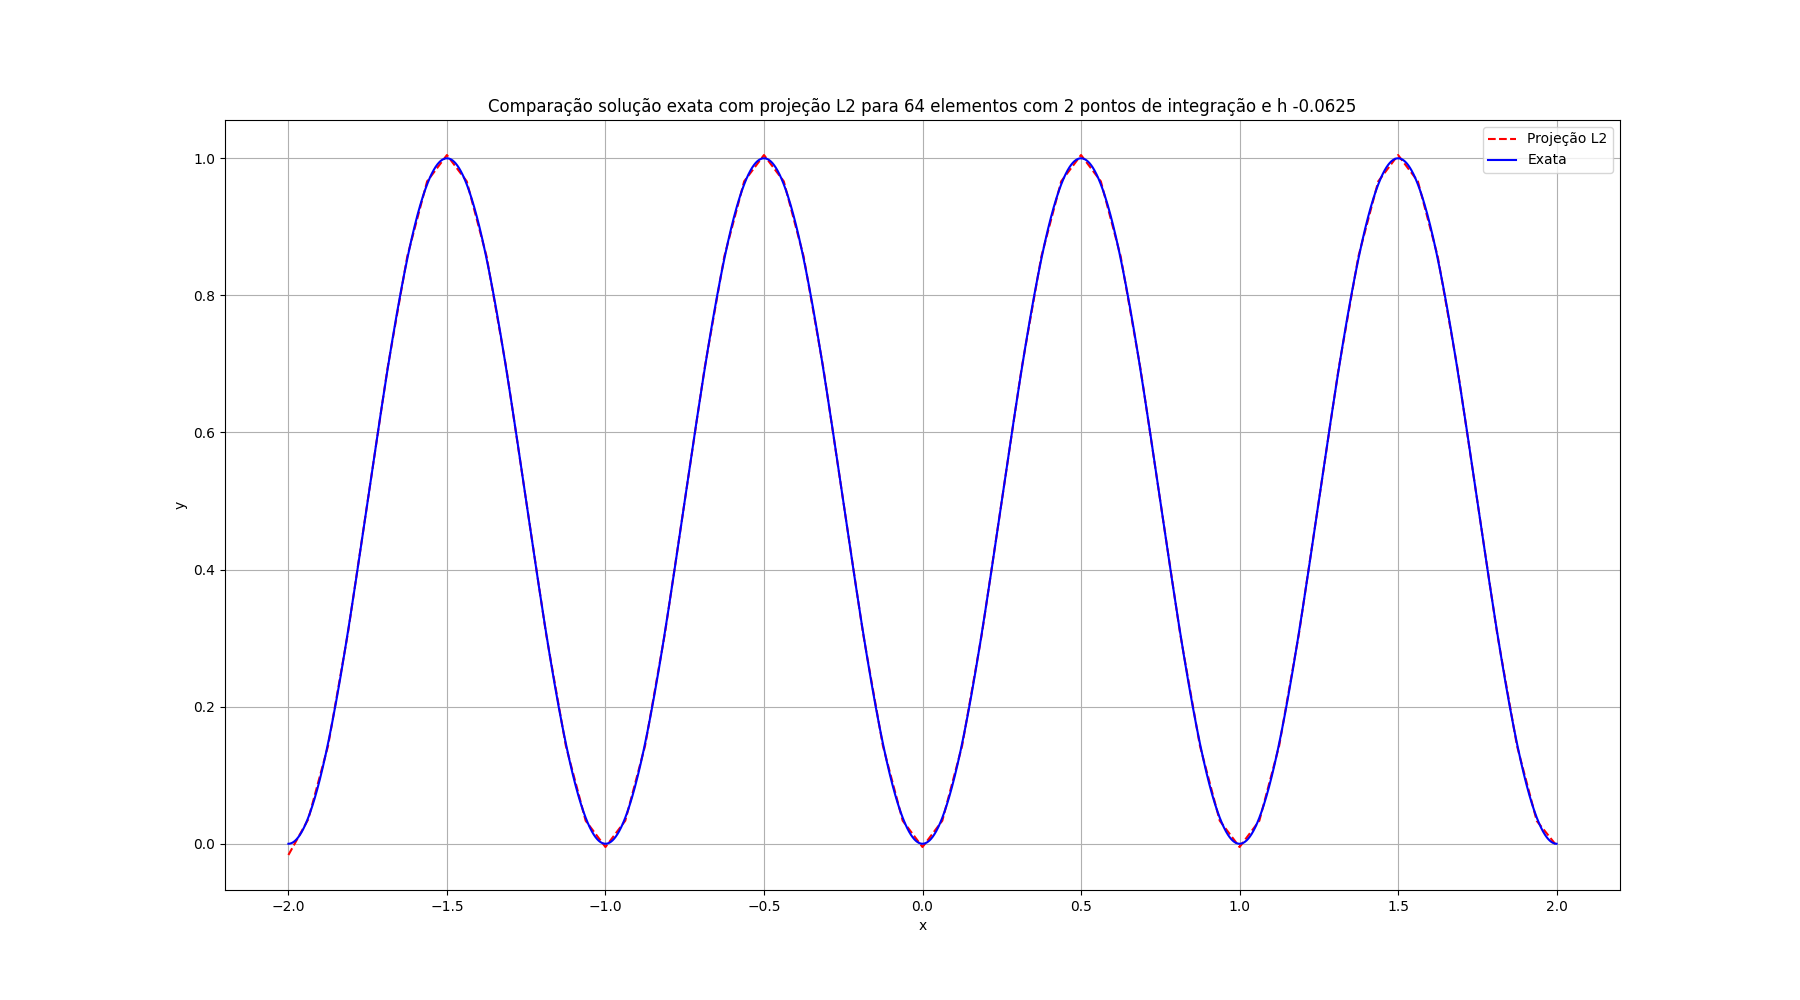 Comparação solução exata com projeção L2 para 64 elementos com 2 pontos de integração e h -0.0625
Projeção L2
Exata
1.0
0.8
0.6
y
0.4
0.2
0.0
−2.0 −1.5 −1.0 −0.5 0.0 0.5 1.0 1.5 2.0
x